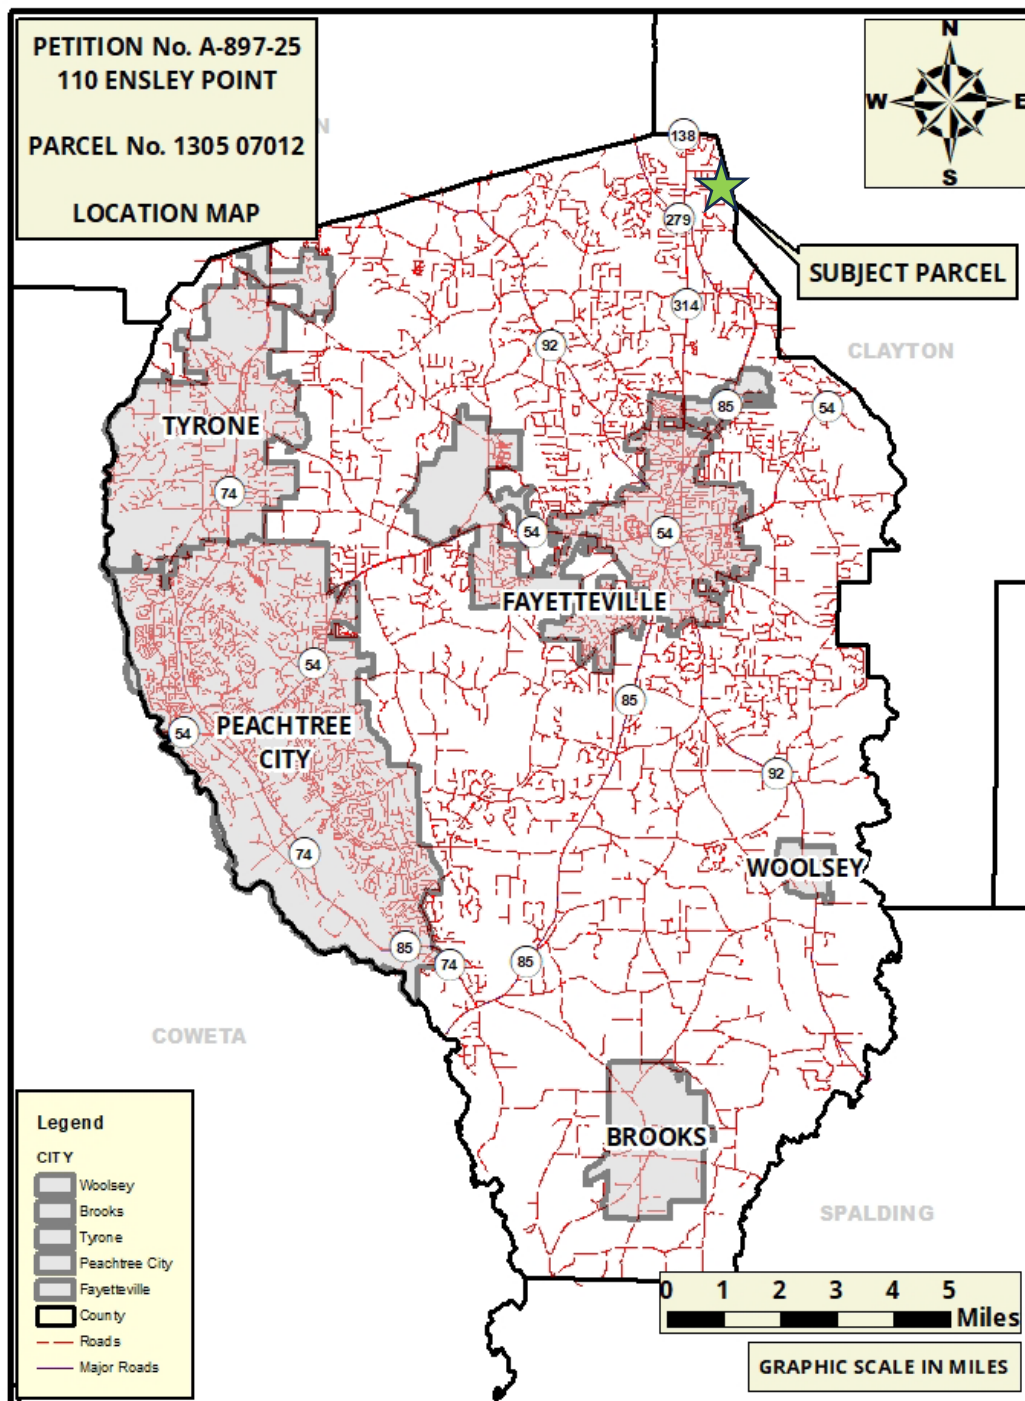 PETITION No. A-897-25
110 ENSLEY POINT
PARCEL No. 1305 07012
LOCATION MAP
N
W E
S
N
138
279
SUBJECT PARCEL
314
92
CLAYTON
85
54
TYRONE
74
54
54
FAYETTEVILLE
54
85
54
PEACHTREE
CITY
92
74
WOOLSEY
85
74
85
COWETA
BROOKS
SPALDING
Legend
CITY
Woolsey
Brooks
Tyrone
Peachtree City
Fayetteville
County
Roads
Major Roads
0 1 2 3 4 5
Miles
GRAPHIC SCALE IN MILES